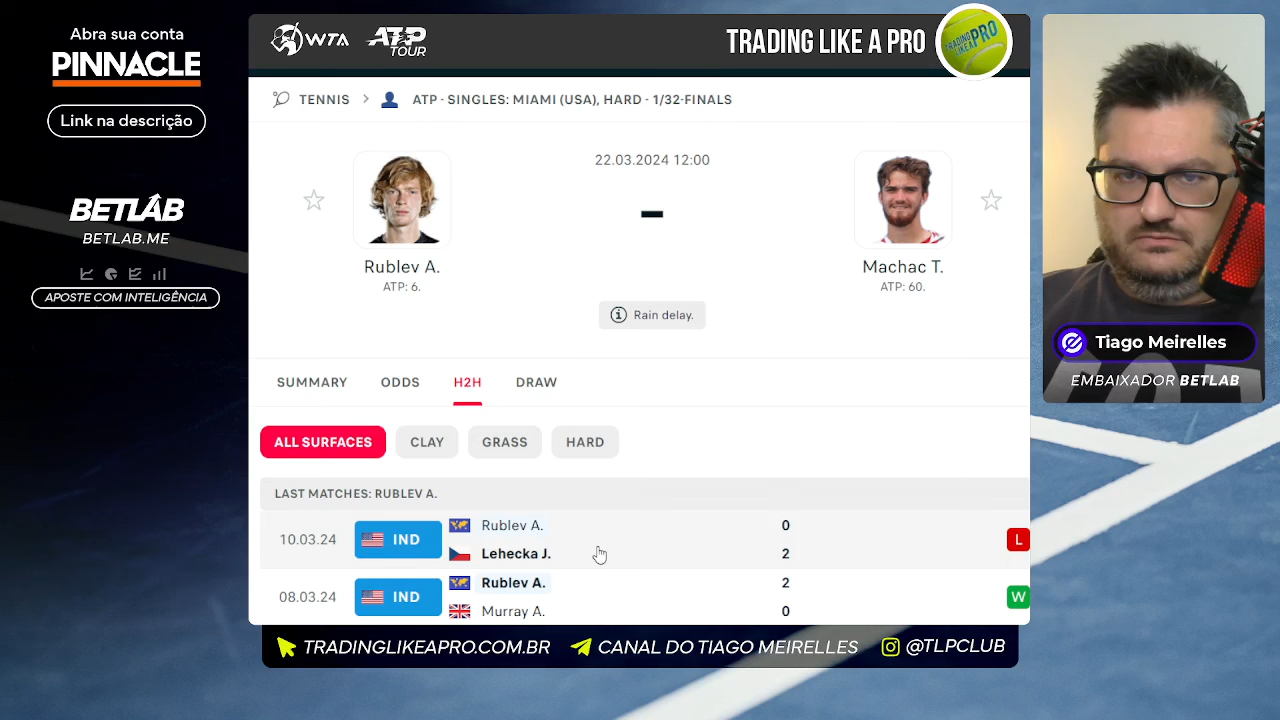 Abra sua conta
PINNACLE
Link na descrição
BETLAB
BETLAB.ME
APOSTE COM INTELIGÊNCIA
WTA
ATP
TOUR
TRADING LIKE A PRO
TRADING
LIKE A PRO
TENNIS > ATP - SINGLES: MIAMI (USA), HARD - 1/32-FINALS
22.03.2024 12:00
-
Rublev A.
ATP: 6.
Machac T.
ATP: 60.
Rain delay.
SUMMARY ODDS H2H DRAW
ALL SURFACES CLAY GRASS HARD
LAST MATCHES: RUBLEV A.
10.03.24 IND Rublev A. 0
Lehecka J. 2 L
08.03.24 IND Rublev A. 2
Murray A. 0 W
Tiago Meirelles
EMBAIXADOR BETLAB
TRADINGLIKEAPRO.COM.BR CANAL DO TIAGO MEIRELLES @TLPCLUB